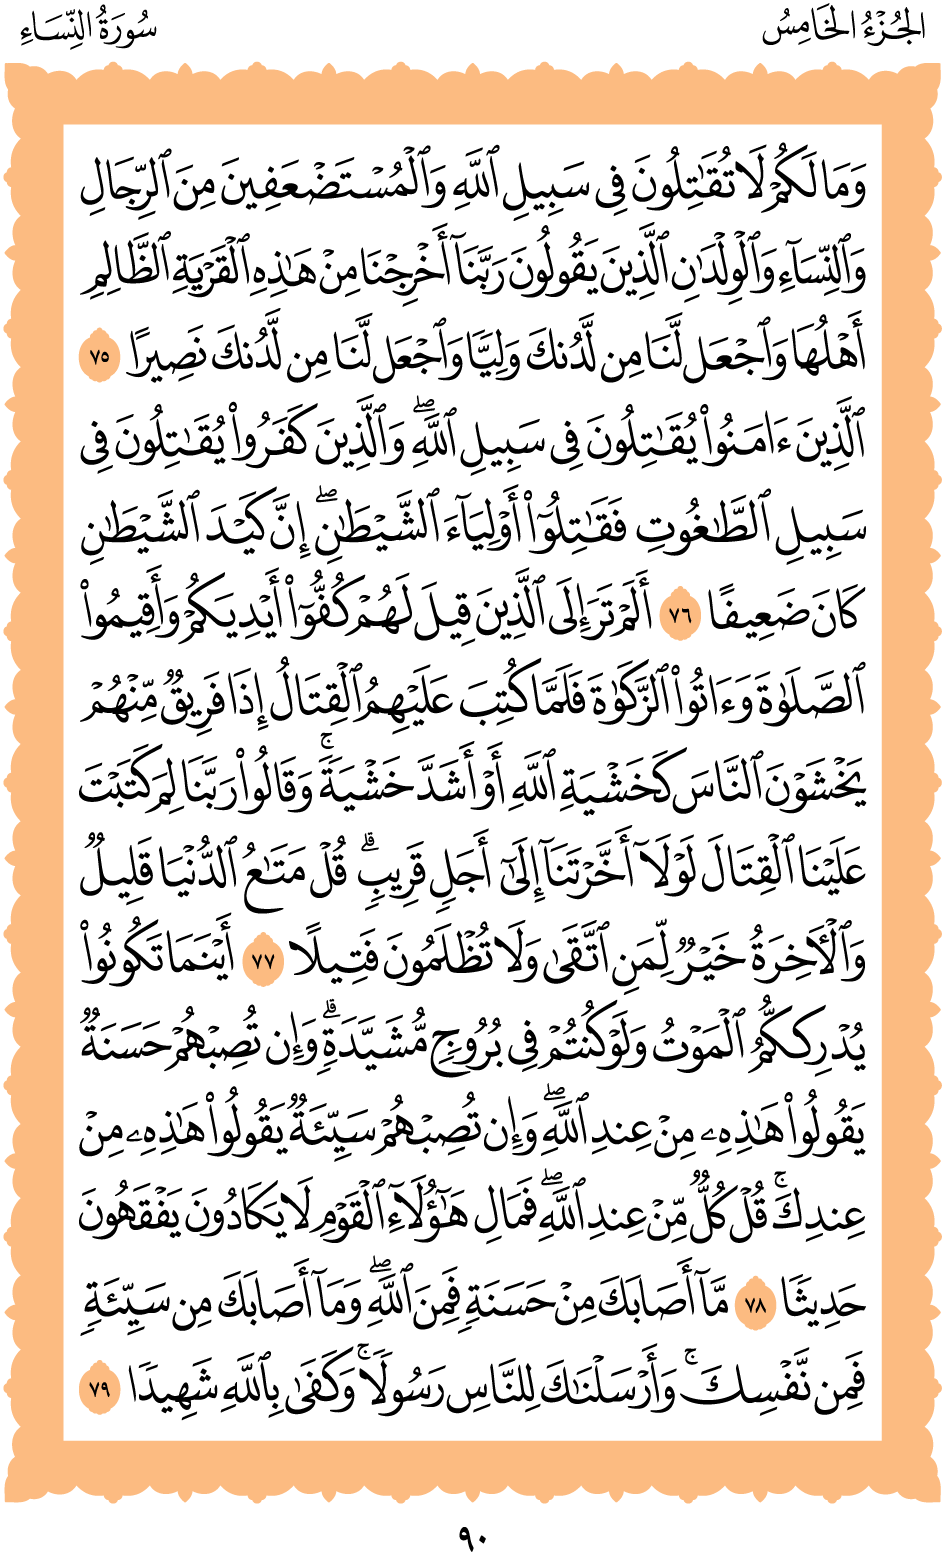 الجُزْءُ الخَامِسُ
سُورَةُ النِّسَاءِ
وَمَا لَكُمْ لَا تُقَٰتِلُونَ فِى سَبِيلِ ٱللَّهِ وَٱلْمُسْتَضْعَفِينَ مِنَ ٱلرِّجَالِ
وَٱلنِّسَآءِ وَٱلْوِلْدَٰنِ ٱلَّذِينَ يَقُولُونَ رَبَّنَآ أَخْرِجْنَا مِنْ هَٰذِهِ ٱلْقَرْيَةِ ٱلظَّالِمِ
أَهْلُهَا وَٱجْعَل لَّنَا مِن لَّدُنكَ وَلِيًّا وَٱجْعَل لَّنَا مِن لَّدُنكَ نَصِيرًا ٧٥
ٱلَّذِينَ ءَامَنُوا۟ يُقَٰتِلُونَ فِى سَبِيلِ ٱللَّهِ ۖ وَٱلَّذِينَ كَفَرُوا۟ يُقَٰتِلُونَ فِى
سَبِيلِ ٱلطَّٰغُوتِ فَقَٰتِلُوٓا۟ أَوْلِيَآءَ ٱلشَّيْطَٰنِ ۖ إِنَّ كَيْدَ ٱلشَّيْطَٰنِ
كَانَ ضَعِيفًا ٧٦ أَلَمْ تَرَ إِلَى ٱلَّذِينَ قِيلَ لَهُمْ كُفُّوٓا۟ أَيْدِيَكُمْ وَأَقِيمُوا۟
ٱلصَّلَوٰةَ وَءَاتُوا۟ ٱلزَّكَوٰةَ فَلَمَّا كُتِبَ عَلَيْهِمُ ٱلْقِتَالُ إِذَا فَرِيقٌ مِّنْهُمْ
يَخْشَوْنَ ٱلنَّاسَ كَخَشْيَةِ ٱللَّهِ أَوْ أَشَدَّ خَشْيَةً ۚ وَقَالُوا۟ رَبَّنَا لِمَ كَتَبْتَ
عَلَيْنَا ٱلْقِتَالَ لَوْلَآ أَخَّرْتَنَآ إِلَىٰٓ أَجَلٍ قَرِيبٍ ۗ قُلْ مَتَٰعُ ٱلدُّنْيَا قَلِيلٌ
وَٱلْءَاخِرَةُ خَيْرٌ لِّمَنِ ٱتَّقَىٰ وَلَا تُظْلَمُونَ فَتِيلًا ٧٧ أَيْنَمَا تَكُونُوا۟
يُدْرِككُّمُ ٱلْمَوْتُ وَلَوْ كُنتُمْ فِى بُرُوجٍ مُّشَيَّدَةٍ ۗ وَإِن تُصِبْهُمْ حَسَنَةٌ
يَقُولُوا۟ هَٰذِهِۦ مِنْ عِندِ ٱللَّهِ ۖ وَإِن تُصِبْهُمْ سَيِّئَةٌ يَقُولُوا۟ هَٰذِهِۦ مِنْ
عِندِكَ ۚ قُلْ كُلٌّ مِّنْ عِندِ ٱللَّهِ ۖ فَمَالِ هَٰٓؤُلَآءِ ٱلْقَوْمِ لَا يَكَادُونَ يَفْقَهُونَ
حَدِيثًا ٧٨ مَّآ أَصَابَكَ مِنْ حَسَنَةٍ فَمِنَ ٱللَّهِ ۖ وَمَآ أَصَابَكَ مِن سَيِّئَةٍ
فَمِن نَّفْسِكَ ۚ وَأَرْسَلْنَٰكَ لِلنَّاسِ رَسُولًا ۚ وَكَفَىٰ بِٱللَّهِ شَهِيدًا ٧٩
٩٠